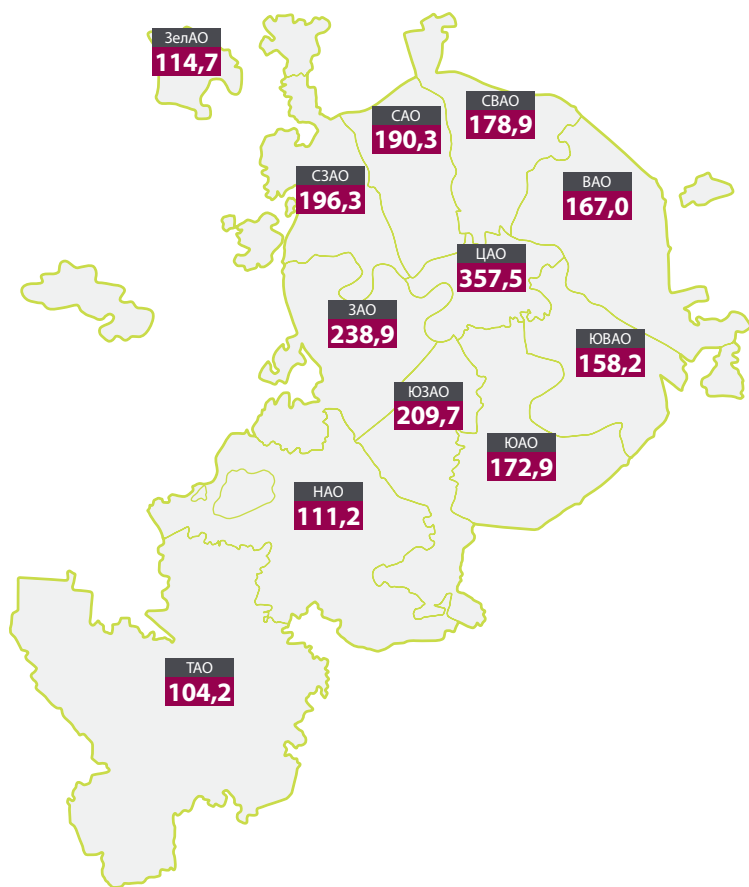 ЗелАО
114,7
СВАО
178,9
САО
190,3
СЗАО
196,3
ВАО
167,0
ЦАО
357,5
ЗАО
238,9
ЮВАО
158,2
ЮЗАО
209,7
ЮАО
172,9
НАО
111,2
ТАО
104,2